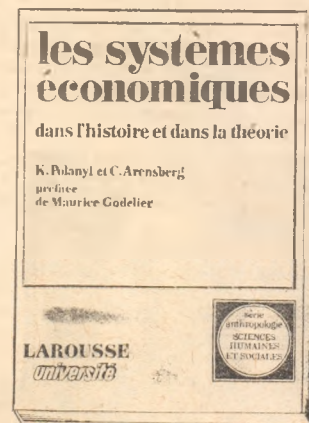 les systemes
economiques
dans l'histoire et dans la théorie
K. Polanyi et C. Arensberg
préface
de Maurice Godelier
LAROUSSE
université
série
anthropologie
SCIENCES
HUMAINES
ET SOCIALES